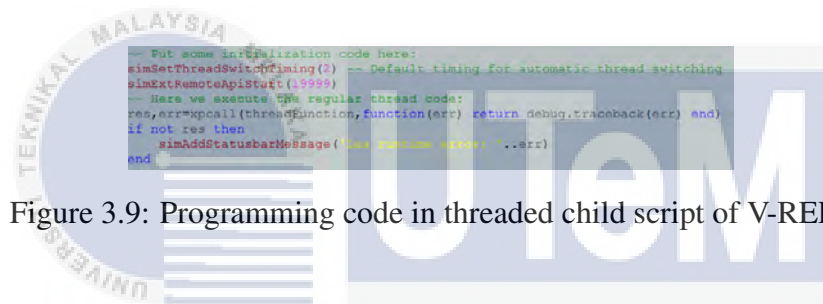 -- Put some initialization code here:
simSetThreadSwitchTiming(2) -- Default timing for automatic thread switching
simExtRemoteApiStart(19999)
-- Here we execute the regular thread code:
res,err=xpcall(threadFunction,function(err) return debug.traceback(err) end)
if not res then
simAddStatusbarMessage('Lua runtime error: '..err)
end
Figure 3.9: Programming code in threaded child script of V-REP
TEKNIKAL MALAYSIA
UTeM